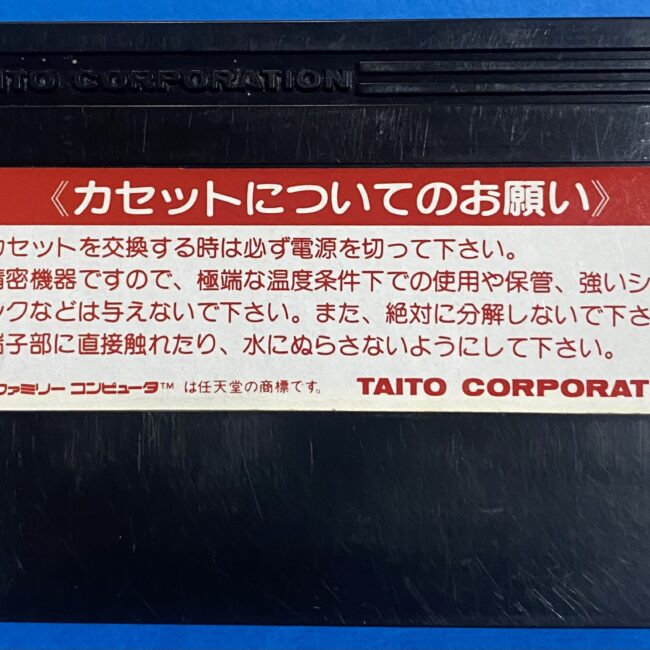 AITO CORPORATION
《カセットについてのお願い》
カセットを交換する時は必ず電源を切って下さい。
精密機器ですので、極端な温度条件下での使用や保管、強いシ
ックなどは与えないで下さい。また、絶対に分解しないで下さ
端子部に直接触れたり、水にぬらさないようにして下さい。
ファミリーコンピュータ™ は任天堂の商標です。 TAITO CORPORAT